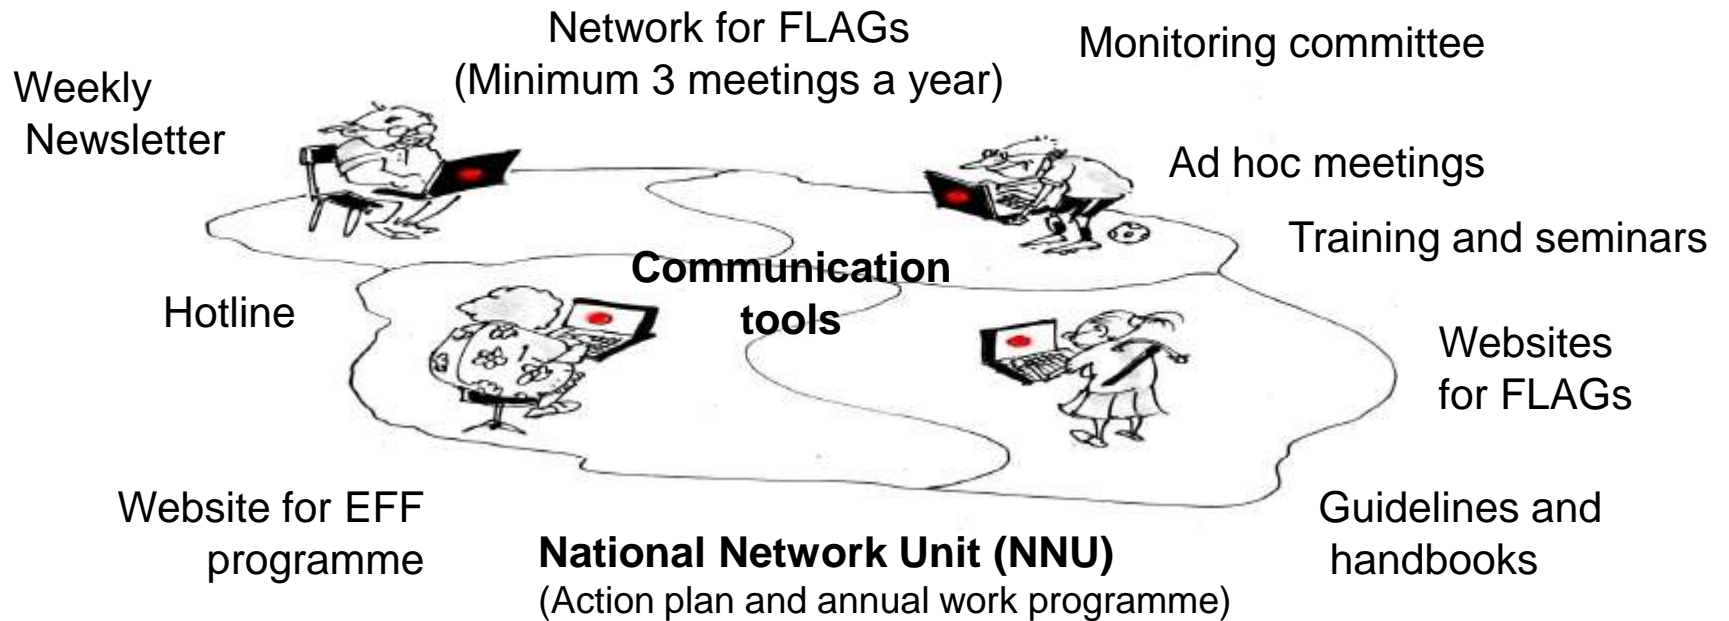 Network for FLAGs
(Minimum 3 meetings a year)
Monitoring committee
Weekly
Newsletter
Ad hoc meetings
Training and seminars
Communication
tools
Hotline
Websites
for FLAGs
Website for EFF
programme
National Network Unit (NNU)
(Action plan and annual work programme)
Guidelines and
handbooks